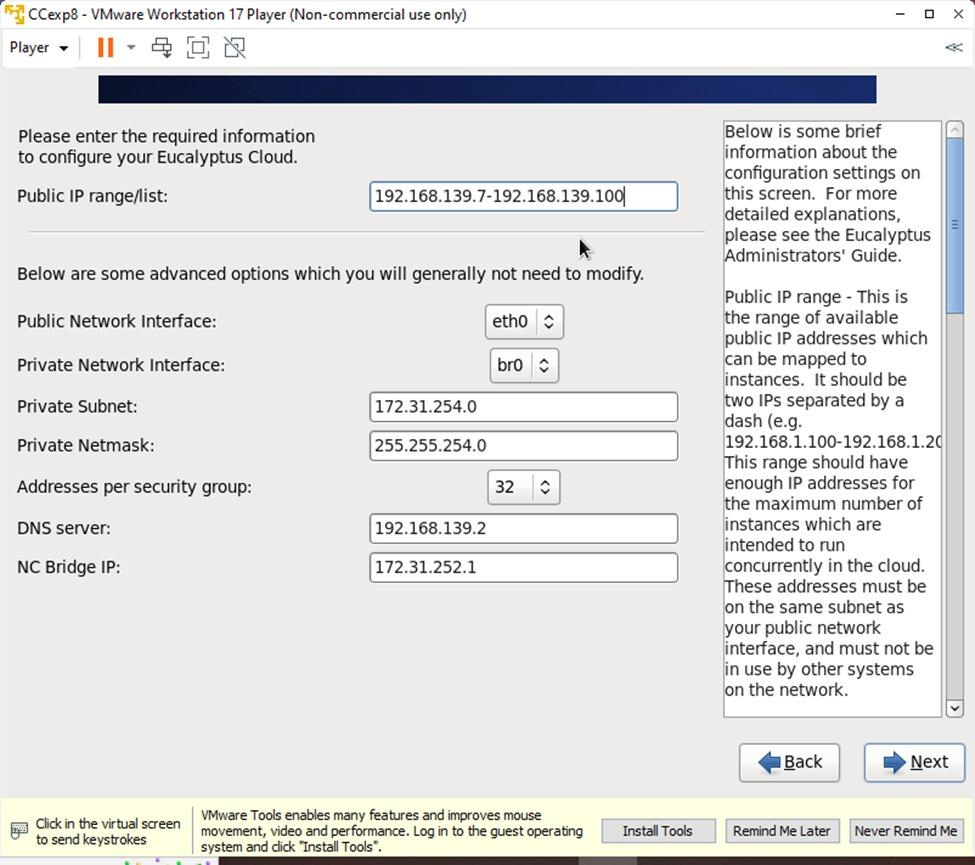 CCexp8 - VMware Workstation 17 Player (Non-commercial use only)
Player
Please enter the required information
to configure your Eucalyptus Cloud.
Public IP range/list: 192.168.139.7-192.168.139.100
Below are some advanced options which you will generally not need to modify.
Public Network Interface: eth0
Private Network Interface: br0
Private Subnet: 172.31.254.0
Private Netmask: 255.255.254.0
Addresses per security group: 32
DNS server: 192.168.139.2
NC Bridge IP: 172.31.252.1
Below is some brief
information about the
configuration settings on
this screen.  For more
detailed explanations,
please see the Eucalyptus
Administrators' Guide.
Public IP range - This is
the range of available
public IP addresses which
can be mapped to
instances.  It should be
two IPs separated by a
dash (e.g.
192.168.1.100-192.168.1.20
This range should have
enough IP addresses for
the maximum number of
instances which are
intended to run
concurrently in the cloud.
These addresses must be
on the same subnet as
your public network
interface, and must not be
in use by other systems
on the network.
Back
Next
Click in the virtual screen
to send keystrokes
VMware Tools enables many features and improves mouse
movement, video and performance. Log in to the guest operating
system and click "Install Tools".
Install Tools
Remind Me Later
Never Remind Me